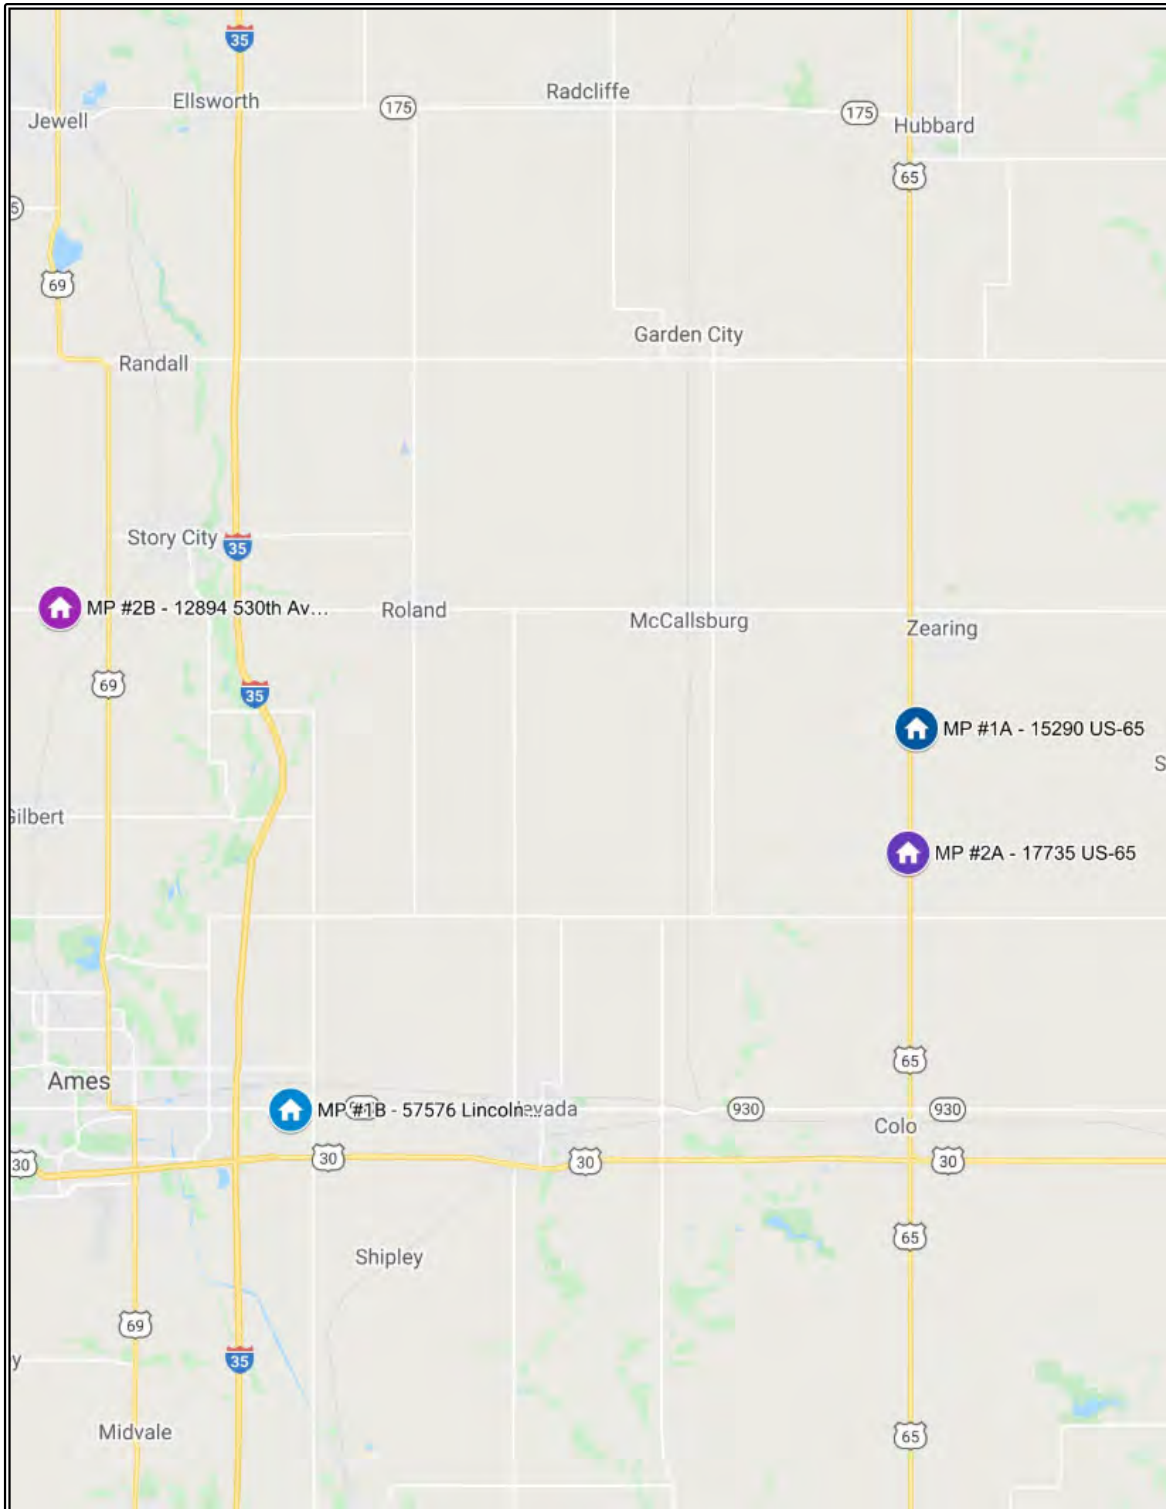 35
Ellsworth
Radcliffe
175
175
Jewell
Hubbard
65
69
Garden City
Randall
Story City
35
MP #2B - 12894 530th Av…
Roland
McCallsburg
Zearing
69
35
MP #1A - 15290 US-65
S
Gilbert
MP #2A - 17735 US-65
65
Ames
MP #1B - 57576 Lincoln
930
930
Colo
30
30
30
30
65
Shipley
69
35
y
Midvale
65